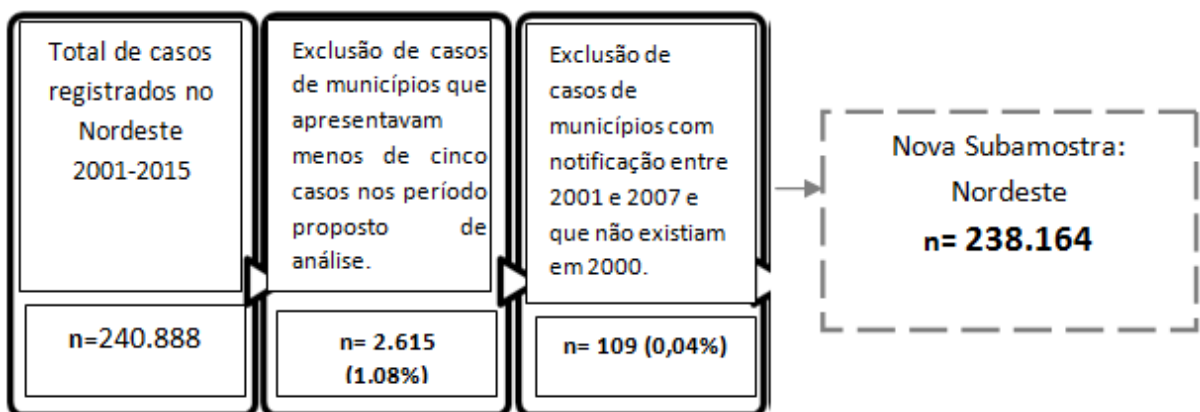 Total de casos
registrados no
Nordeste
2001-2015
n=240.888
Exclusão de casos
de municípios que
apresentavam
menos de cinco
casos nos período
proposto de
análise.
n= 2.615
(1.08%)
Exclusão de
casos de
municípios com
notificação entre
2001 e 2007 e
que não existiam
em 2000.
n= 109 (0,04%)
Nova Subamostra:
Nordeste
n= 238.164